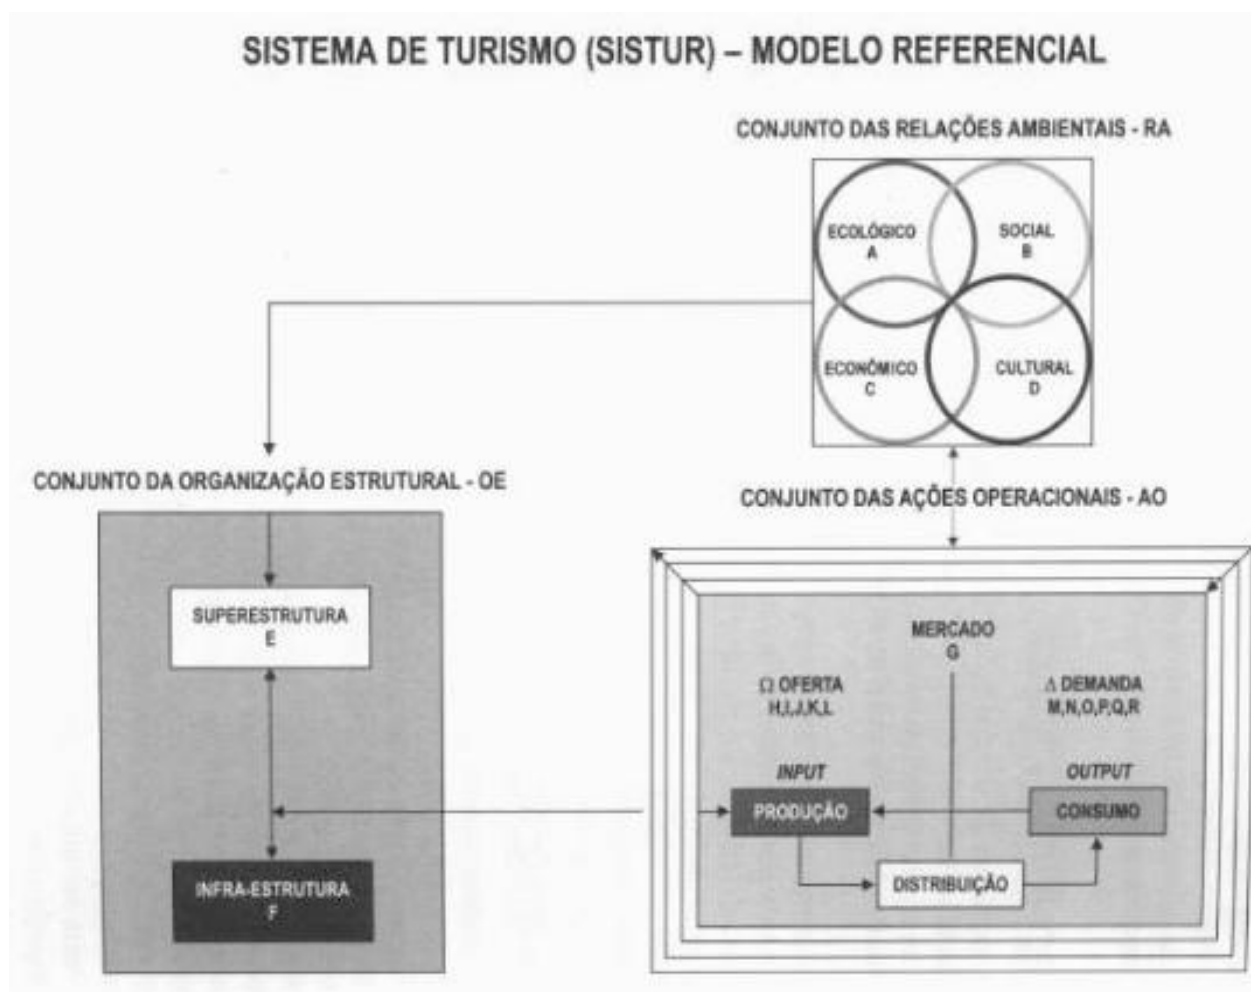 SISTEMA DE TURISMO (SISTUR) – MODELO REFERENCIAL
CONJUNTO DAS RELAÇÕES AMBIENTAIS - RA
ECOLÓGICO
A
SOCIAL
B
ECONÔMICO
C
CULTURAL
D
CONJUNTO DA ORGANIZAÇÃO ESTRUTURAL - OE
SUPERESTRUTURA
E
INFRA-ESTRUTURA
F
CONJUNTO DAS AÇÕES OPERACIONAIS - AO
MERCADO
G
Ω OFERTA
H,I,J,K,L
Δ DEMANDA
M,N,O,P,Q,R
INPUT
PRODUÇÃO
OUTPUT
CONSUMO
DISTRIBUIÇÃO